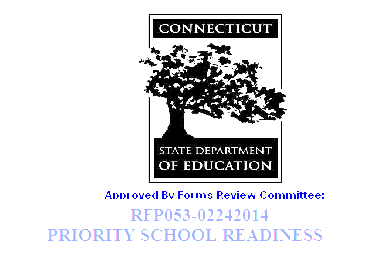 CONNECTICUT
STATE DEPARTMENT
OF EDUCATION
Approved By Forms Review Committee:
RFP053-02242014
PRIORITY SCHOOL READINESS